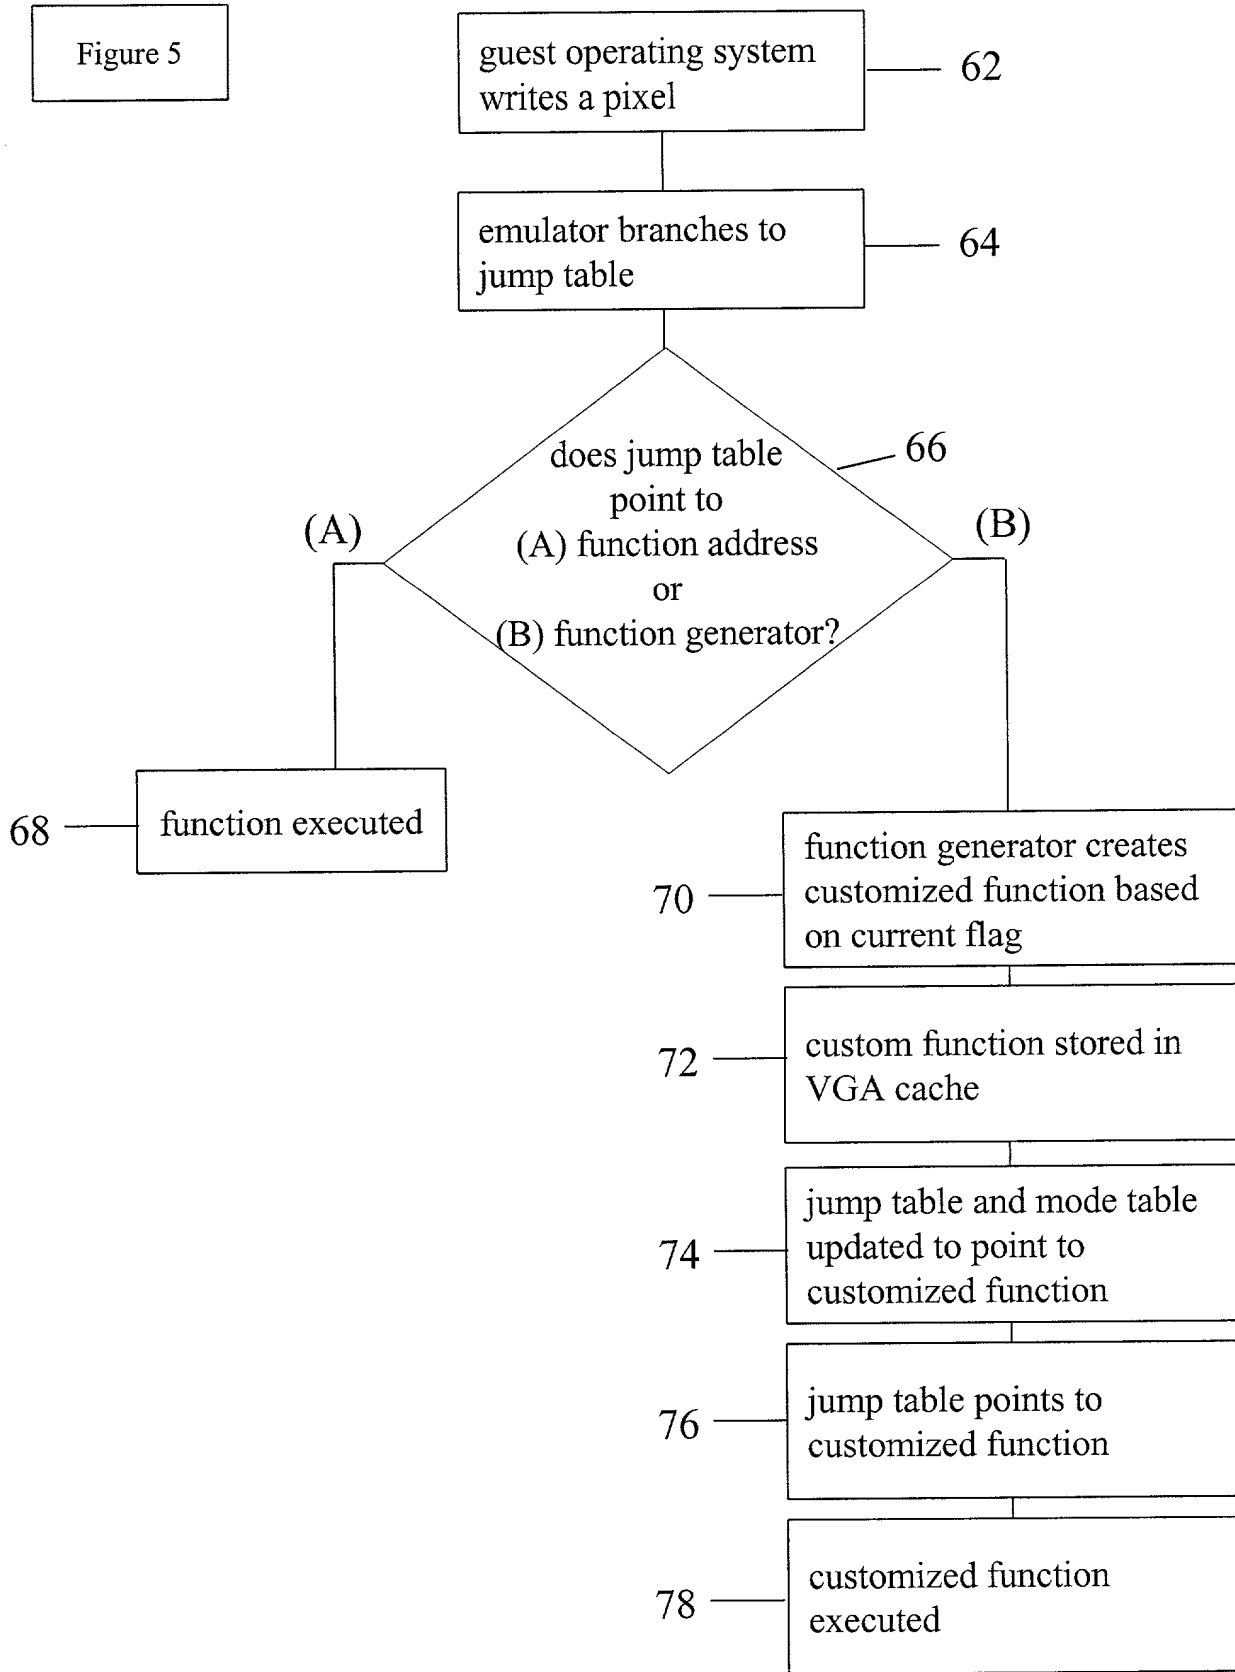 Figure 5
guest operating system
writes a pixel
62
emulator branches to
jump table
64
does jump table
point to
(A) function address
or
(B) function generator?
66
(A)
(B)
68
function executed
70
function generator creates
customized function based
on current flag
72
custom function stored in
VGA cache
74
jump table and mode table
updated to point to
customized function
76
jump table points to
customized function
78
customized function
executed